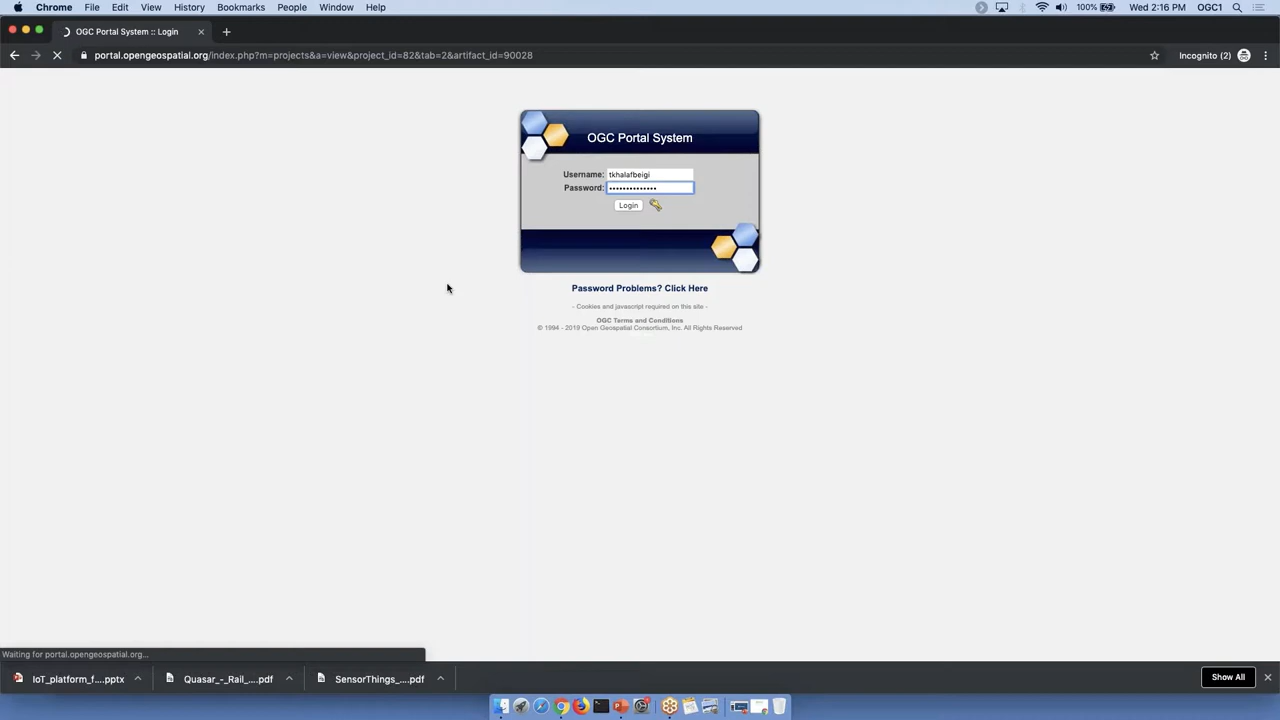 Chrome File Edit View History Bookmarks People Window Help 100% Wed 2:16 PM OGC1
OGC Portal System :: Login
portal.opengeospatial.org/index.php?m=projects&a=view&project_id=82&tab=2&artifact_id=90028 Incognito (2)
OGC Portal System
Username: tkhalafbeigi
Password: ••••••••••••••
Login
Password Problems? Click Here
- Cookies and javascript required on this site -
OGC Terms and Conditions
© 1994 - 2019 Open Geospatial Consortium, Inc. All Rights Reserved
Waiting for portal.opengeospatial.org...
IoT_platform_f....pptx Quasar_-_Rail_....pdf SensorThings_....pdf Show All